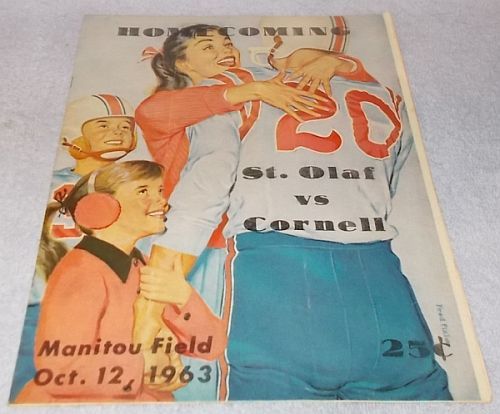 HOMECOMING
20
St. Olaf
vs
Cornell
Manitou Field
Oct. 12, 1963
25¢